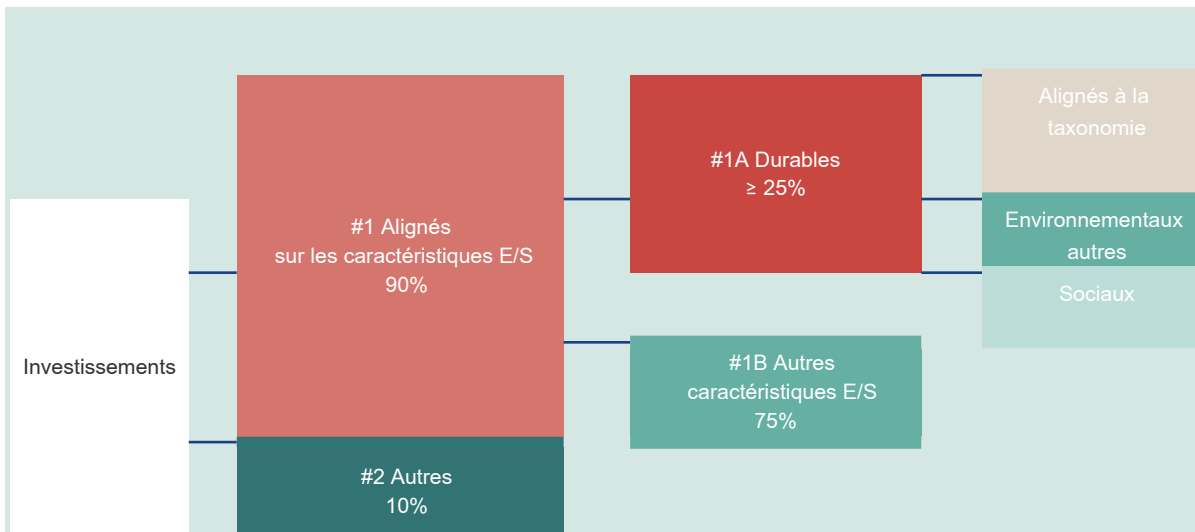 Investissements
#1 Alignés
sur les caractéristiques E/S
90%
#2 Autres
10%
#1A Durables
≥ 25%
#1B Autres
caractéristiques E/S
75%
Alignés à la
taxonomie
Environnementaux
autres
Sociaux